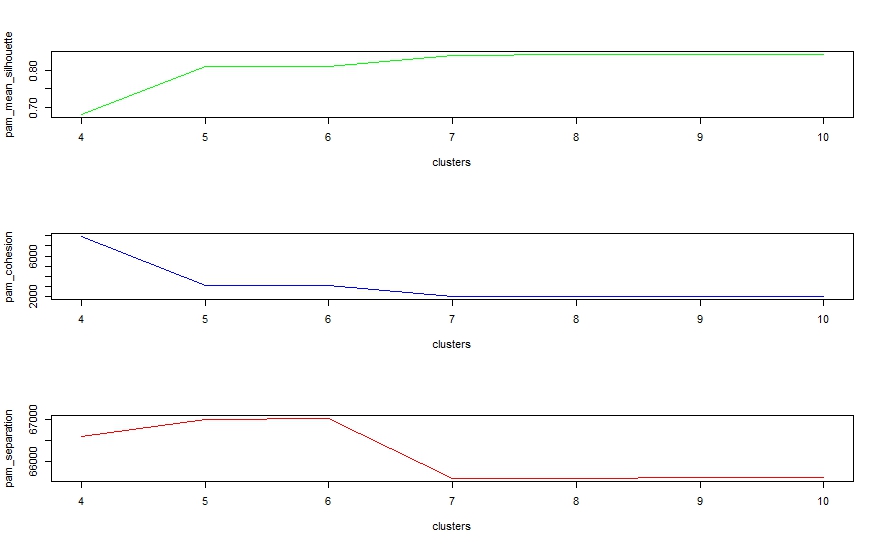 pam_mean_silhouette
0.80
0.70
4 5 6 7 8 9 10
clusters
pam_cohesion
6000
2000
4 5 6 7 8 9 10
clusters
pam_separation
67000
66000
4 5 6 7 8 9 10
clusters